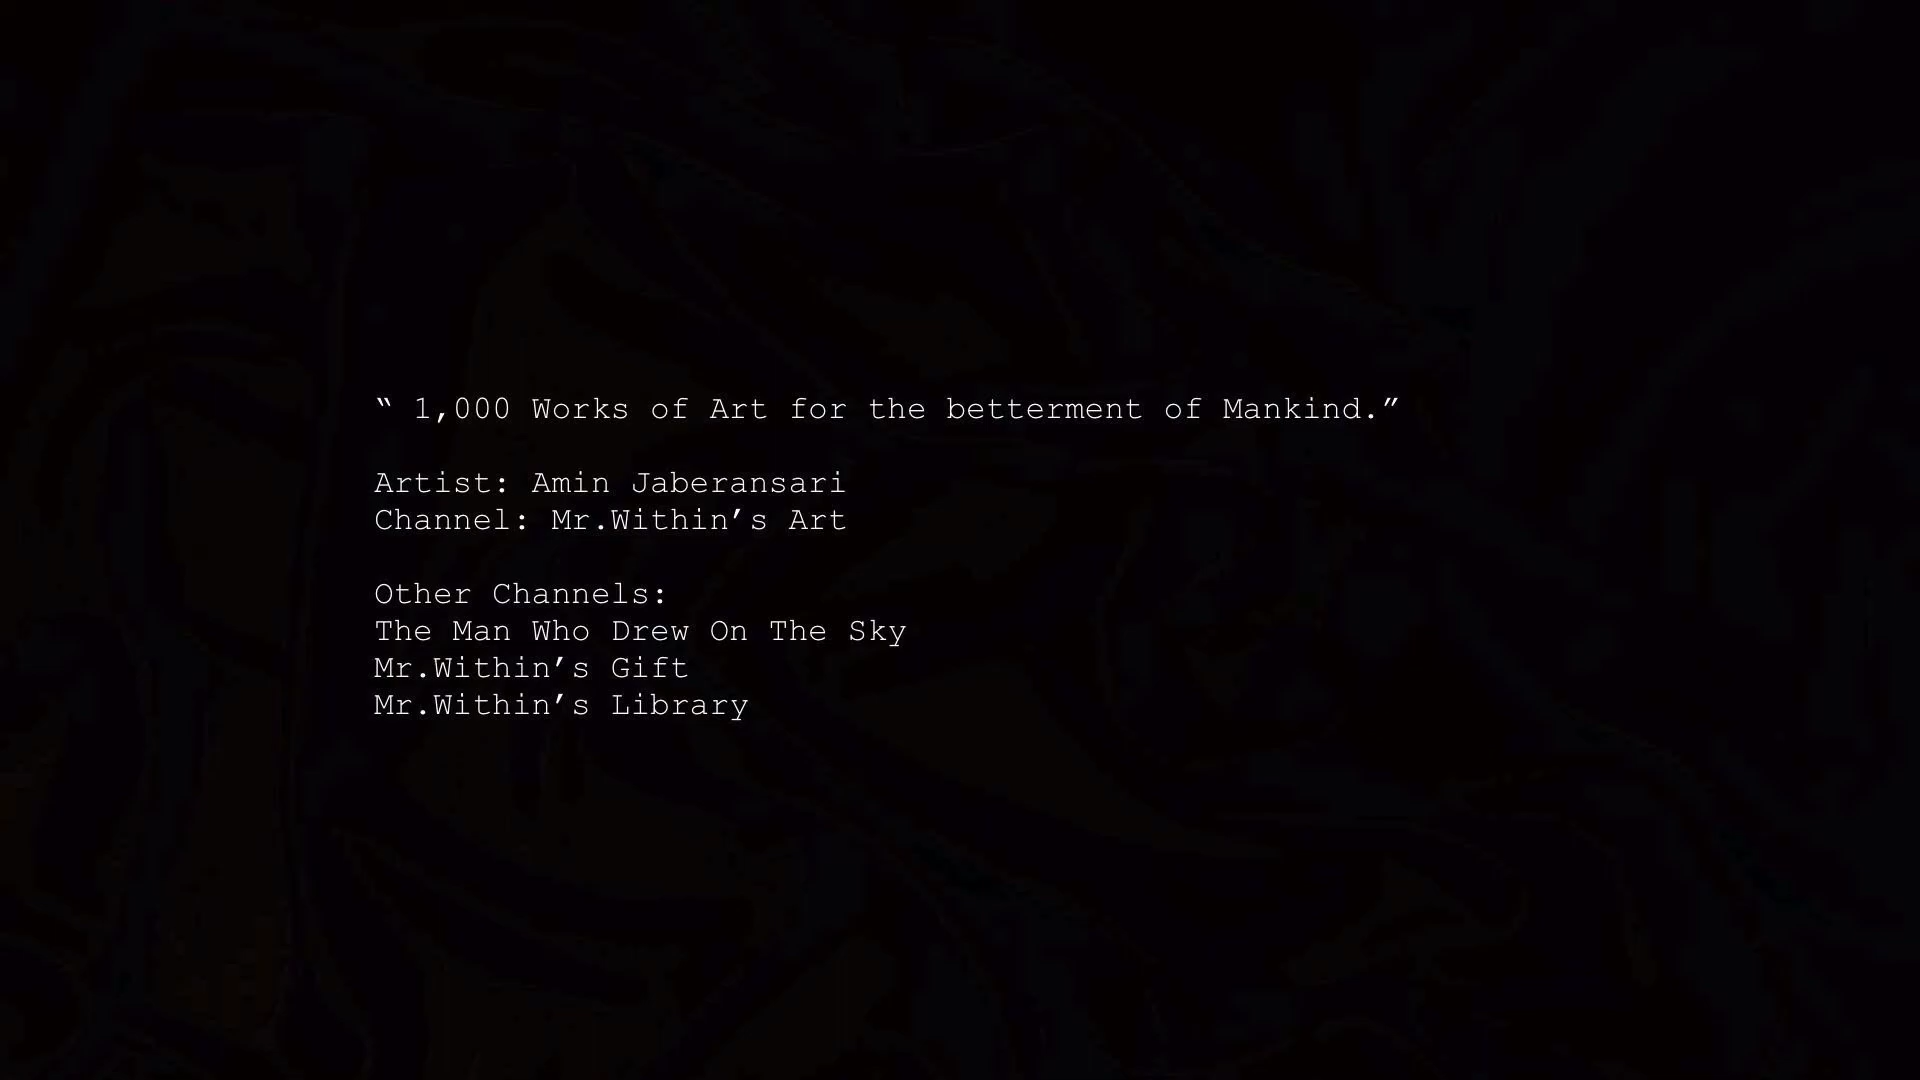 “ 1,000 Works of Art for the betterment of Mankind.”
Artist: Amin Jaberansari
Channel: Mr.Within’s Art
Other Channels:
The Man Who Drew On The Sky
Mr.Within’s Gift
Mr.Within’s Library